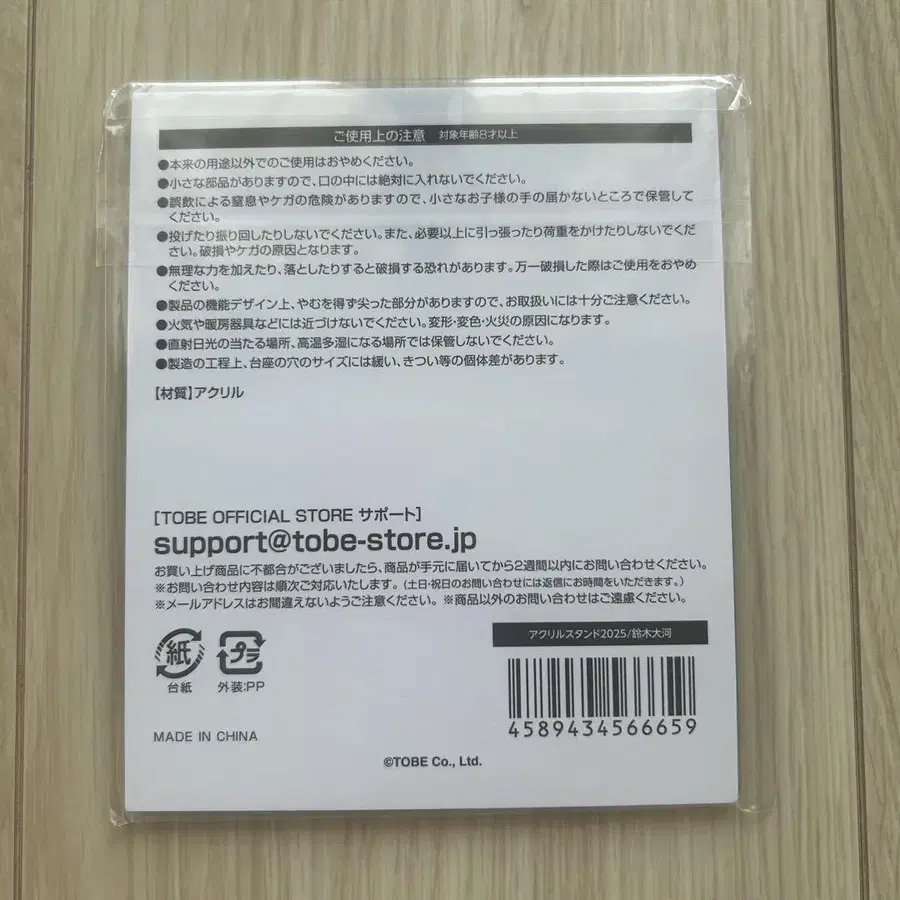 ご使用上の注意 対象年齢8才以上
●本来の用途以外でのご使用はおやめください。
●小さな部品がありますので、口の中には絶対に入れないでください。
●誤飲による窒息やケガの危険がありますので、小さなお子様の手の届かないところで保管して
ください。
●投げたり振り回したりしないでください。また、必要以上に引っ張ったり荷重をかけたりしないでくだ
さい。破損やケガの原因となります。
●無理な力を加えたり、落としたりすると破損する恐れがあります。万一破損した際はご使用をおやめ
ください。
●製品の機能デザイン上、やむを得ず尖った部分がありますので、お取扱いには十分ご注意ください。
●火気や暖房器具などには近づけないでください。変形・変色・火災の原因になります。
●直射日光の当たる場所、高温多湿になる場所では保管しないでください。
●製造の工程上、台座の穴のサイズには緩い、きつい等の個体差があります。
【材質】アクリル
[TOBE OFFICIAL STORE サポート]
support@tobe-store.jp
お買い上げ商品に不都合がございましたら、商品が手元に届いてから2週間以内にお問い合わせください。
※お問い合わせ内容は順次ご対応いたします。(土日・祝日のお問い合わせには返信にお時間をいただきます。)
※メールアドレスはお間違えないようご注意ください。 ※商品以外のお問い合わせはご遠慮ください。
アクリルスタンド2025/鈴木大河
紙
プラ
台紙
外装:PP
4589434566659
MADE IN CHINA
©TOBE Co., Ltd.